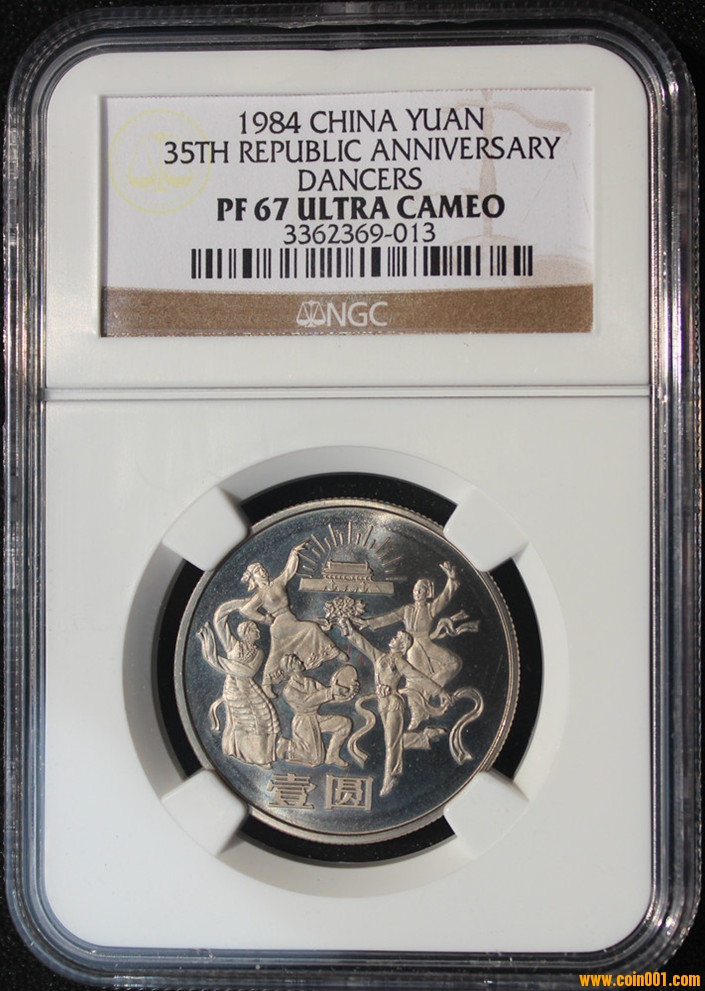 1984 CHINA YUAN
35TH REPUBLIC ANNIVERSARY
DANCERS
PF 67 ULTRA CAMEO
3362369-013
NGC
壹圆
www.coin001.com